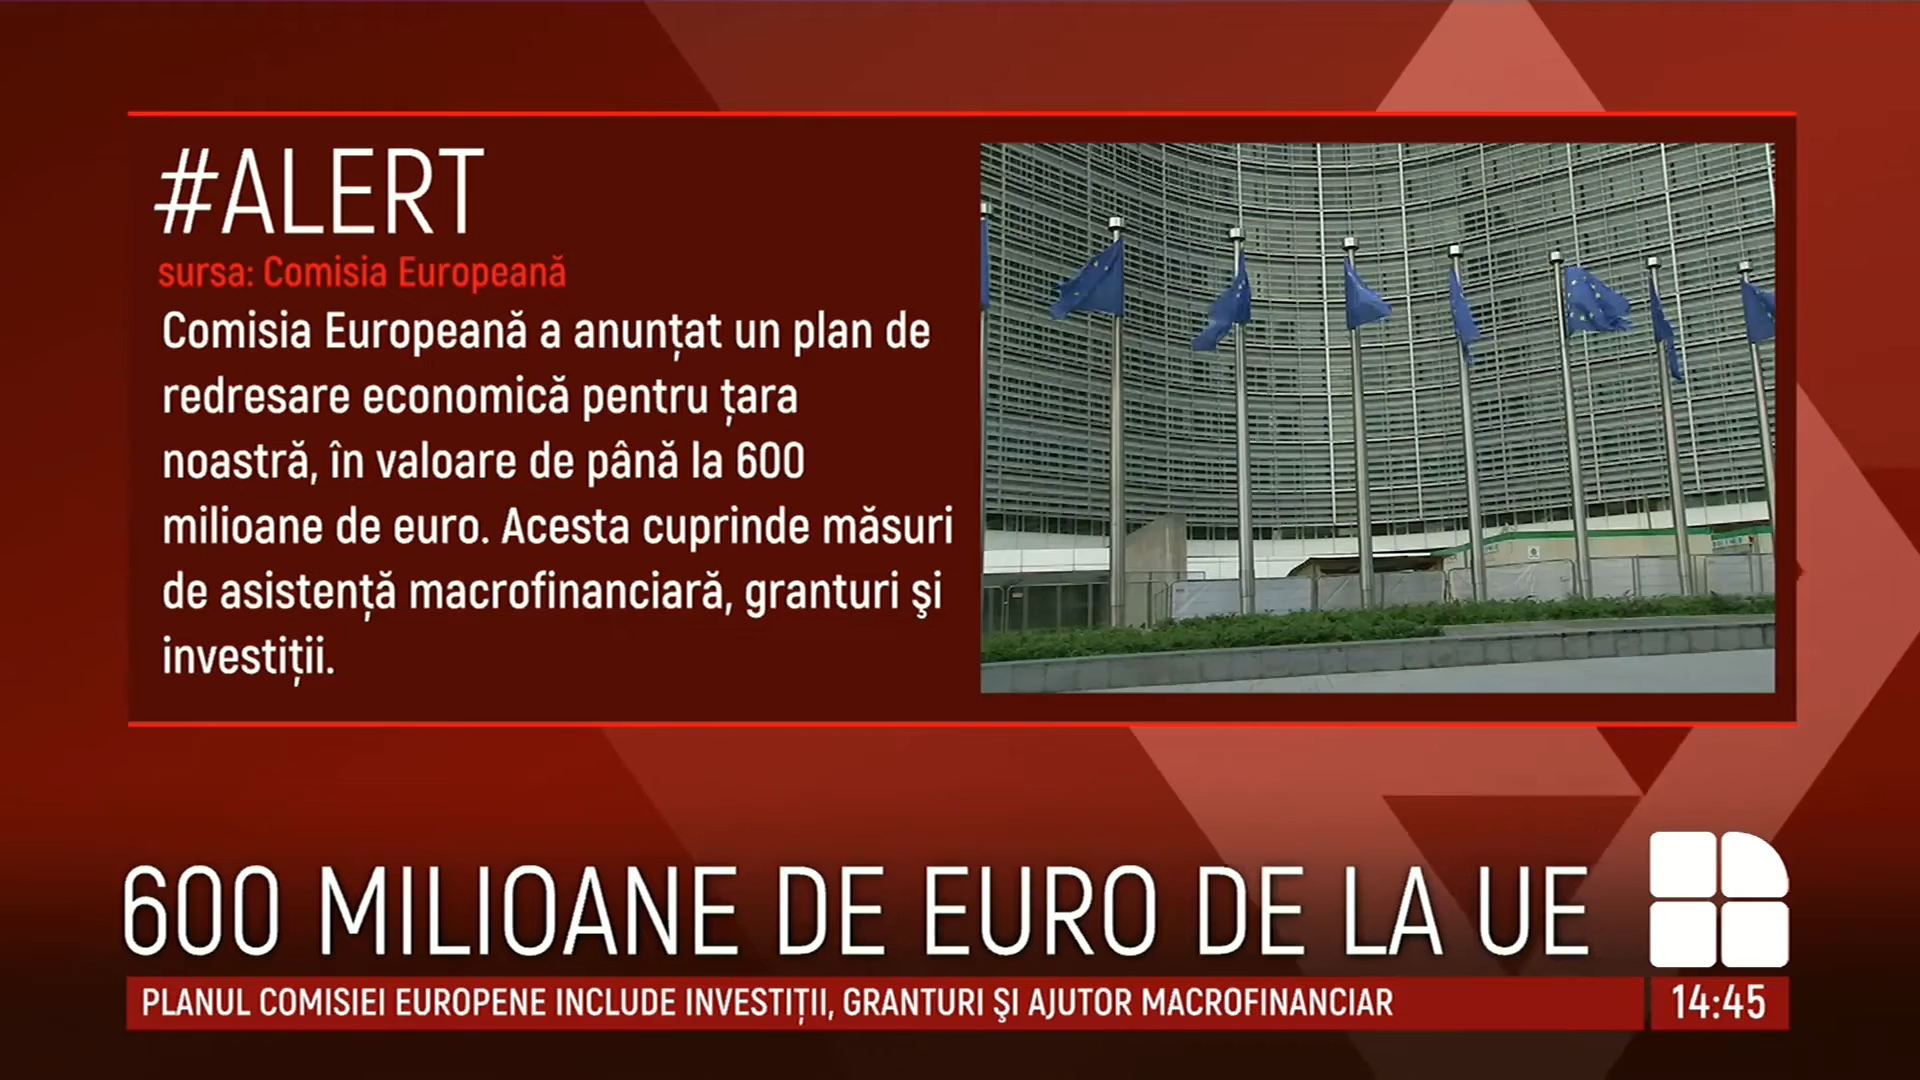 #ALERT
sursa: Comisia Europeană
Comisia Europeană a anunțat un plan de
redresare economică pentru țara
noastră, în valoare de până la 600
milioane de euro. Acesta cuprinde măsuri
de asistență macrofinanciară, granturi şi
investiții.
600 MILIOANE DE EURO DE LA UE
PLANUL COMISIEI EUROPENE INCLUDE INVESTIȚII, GRANTURI ŞI AJUTOR MACROFINANCIAR
14:45